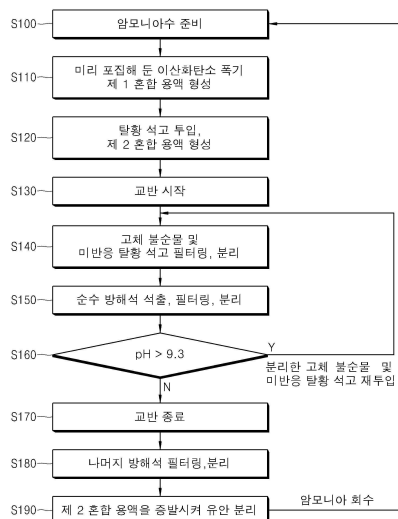 S100
암모니아수 준비
S110
미리 포집해 둔 이산화탄소 폭기
제 1 혼합 용액 형성
S120
탈황 석고 투입,
제 2 혼합 용액 형성
S130
교반 시작
S140
고체 불순물 및
미반응 탈황 석고 필터링, 분리
S150
순수 방해석 석출, 필터링, 분리
S160
pH > 9.3
Y
분리한 고체 불순물 및
미반응 탈황 석고 재투입
N
S170
교반 종료
S180
나머지 방해석 필터링,분리
S190
제 2 혼합 용액을 증발시켜 유안 분리
암모니아 회수